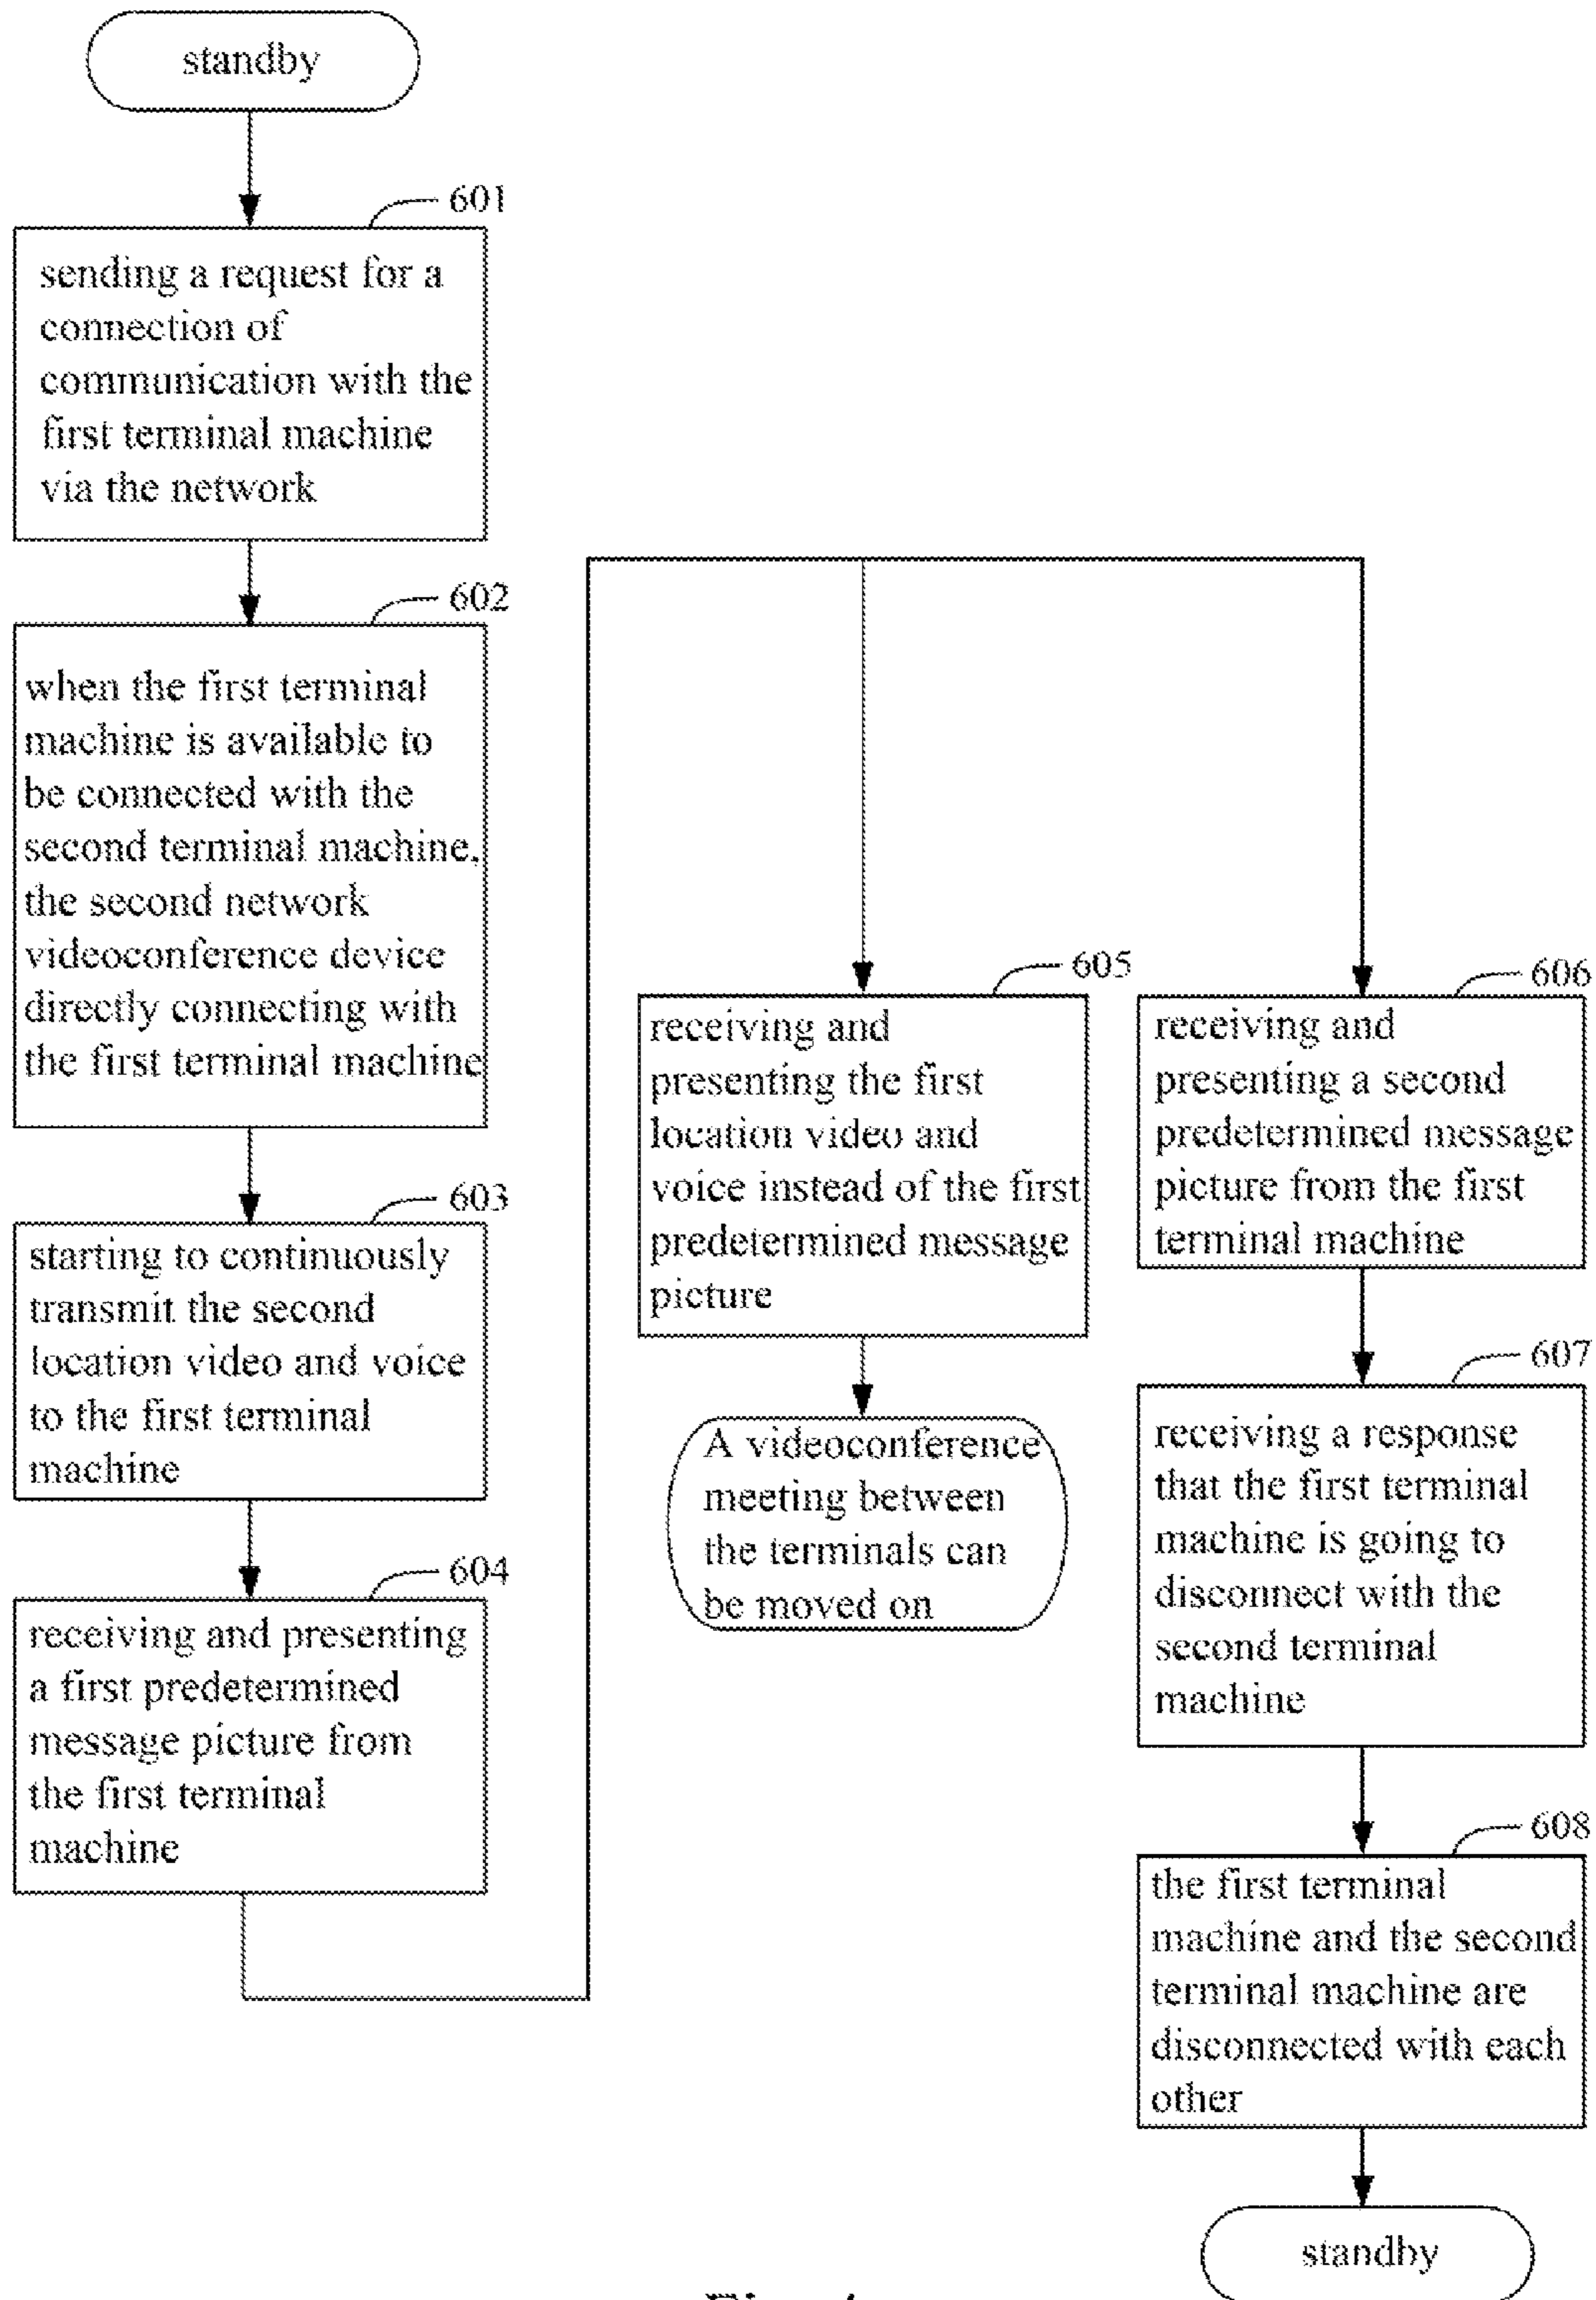 standby
601
sending a request for a
connection of
communication with the
first terminal machine
via the network
602
when the first terminal
machine is available to
be connected with the
second terminal machine,
the second network
videoconference device
directly connecting with
the first terminal machine
603
starting to continuously
transmit the second
location video and voice
to the first terminal
machine
604
receiving and presenting
a first predetermined
message picture from
the first terminal
machine
605
receiving and
presenting the first
location video and
voice instead of the first
predetermined message
picture
A videoconference
meeting between
the terminals can
be moved on
606
receiving and
presenting a second
predetermined message
picture from the first
terminal machine
607
receiving a response
that the first terminal
machine is going to
disconnect with the
second terminal
machine
608
the first terminal
machine and the second
terminal machine are
disconnected with each
other
standby